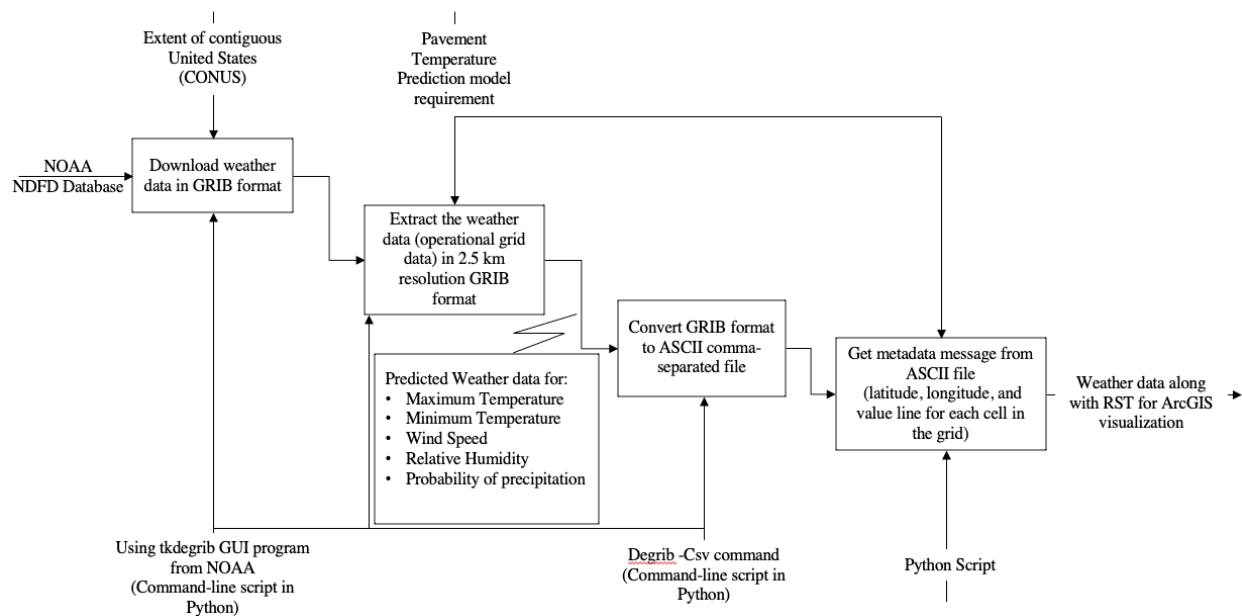 Extent of contiguous
United States
(CONUS)
Pavement
Temperature
Prediction model
requirement
NOAA
NDFD Database
Download weather
data in GRIB format
Extract the weather
data (operational grid
data) in 2.5 km
resolution GRIB
format
Convert GRIB format
to ASCII comma-
separated file
Get metadata message from
ASCII file
(latitude, longitude, and
value line for each cell in
the grid)
Weather data along
with RST for ArcGIS
visualization
Predicted Weather data for:
• Maximum Temperature
• Minimum Temperature
• Wind Speed
• Relative Humidity
• Probability of precipitation
Using tkdegrib GUI program
from NOAA
(Command-line script in
Python)
Degrib -Csv command
(Command-line script in
Python)
Python Script